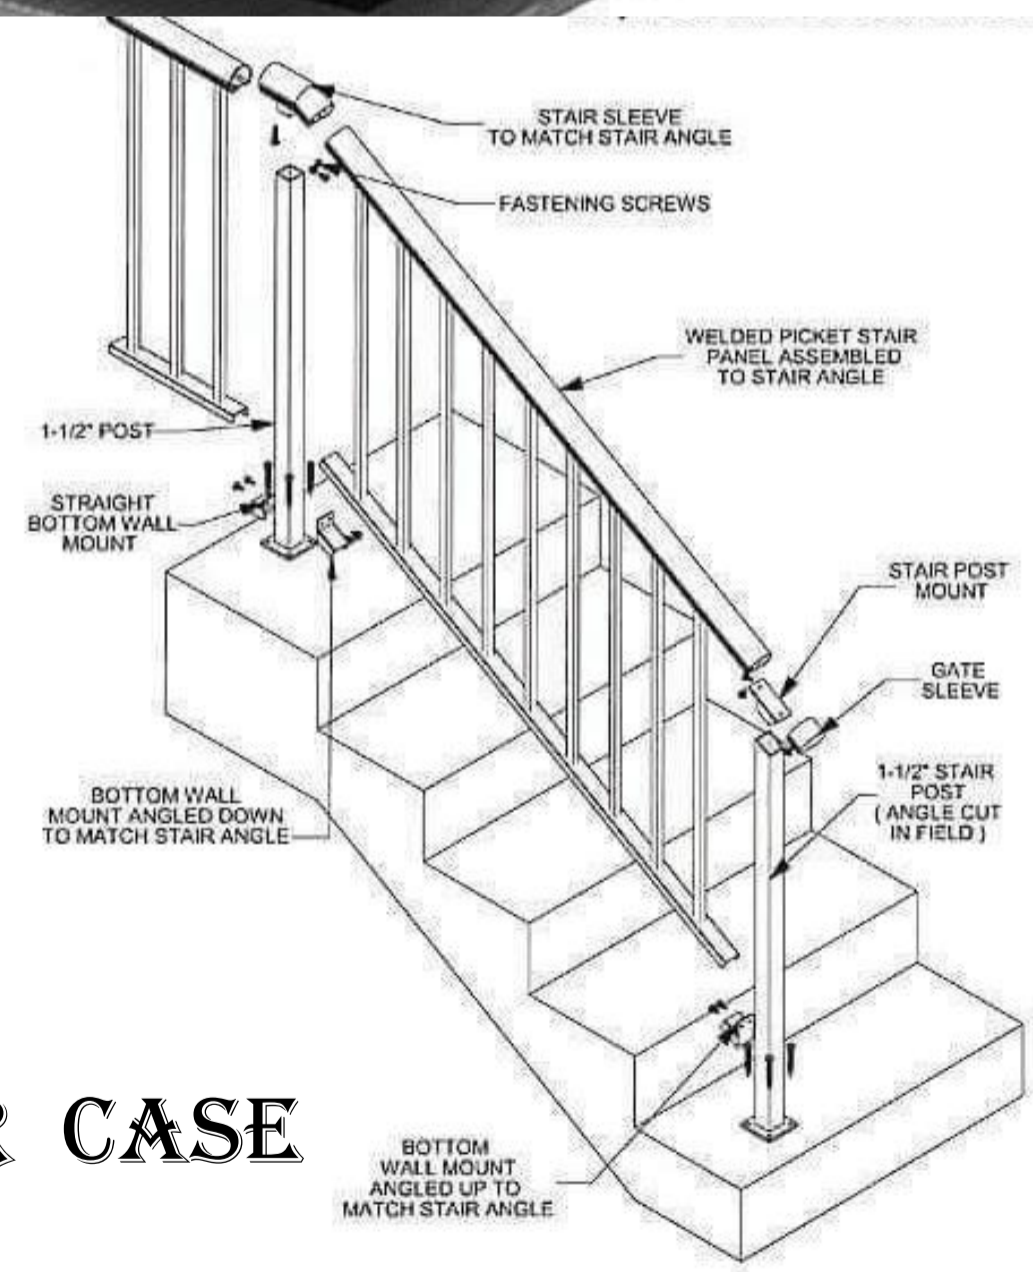 STAIR SLEEVE
TO MATCH STAIR ANGLE
FASTENING SCREWS
WELDED PICKET STAIR
PANEL ASSEMBLED
TO STAIR ANGLE
1-1/2" POST
STRAIGHT
BOTTOM WALL
MOUNT
STAIR POST
MOUNT
GATE
SLEEVE
1-1/2" STAIR
POST
( ANGLE CUT
IN FIELD )
BOTTOM WALL
MOUNT ANGLED DOWN
TO MATCH STAIR ANGLE
CASE
BOTTOM
WALL MOUNT
ANGLED UP TO
MATCH STAIR ANGLE